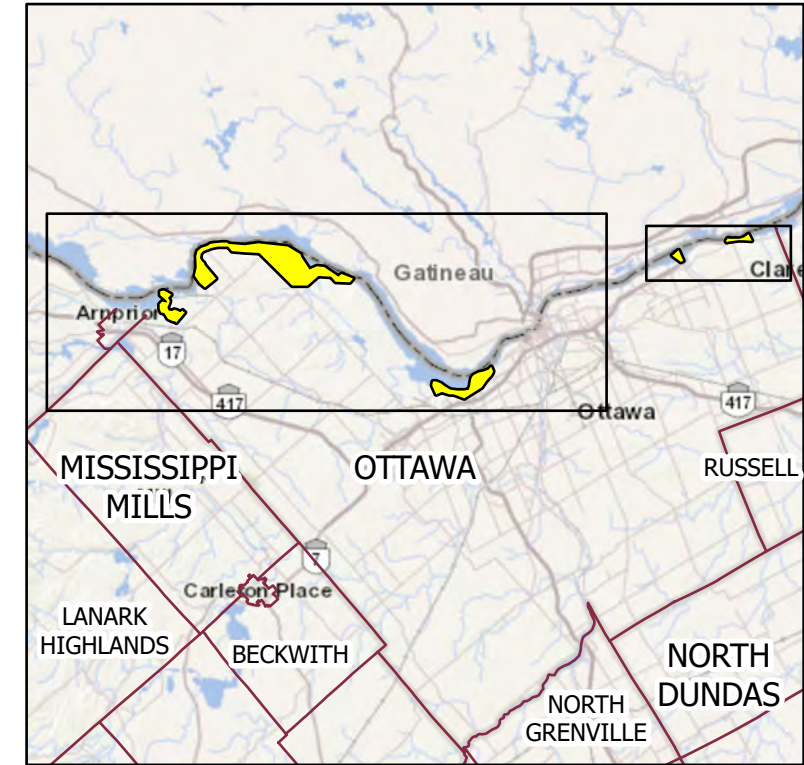 Gatineau
Arnprior
17
417
Clare
Ottawa
417
MISSISSIPPI
MILLS
OTTAWA
RUSSELL
7
Carleton Place
LANARK
HIGHLANDS
BECKWITH
NORTH
DUNDAS
NORTH
GRENVILLE